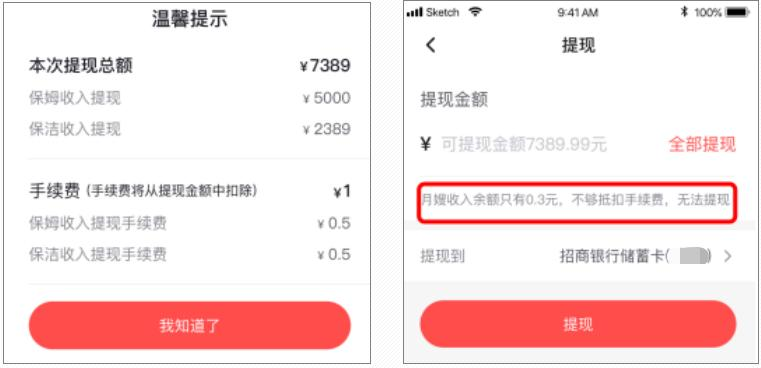 温馨提示
本次提现总额 ¥7389
保姆收入提现 ¥ 5000
保洁收入提现 ¥ 2389
手续费 (手续费将从提现金额中扣除) ¥1
保姆收入提现手续费 ¥ 0.5
保洁收入提现手续费 ¥ 0.5
我知道了
Sketch 9:41 AM 100%
提现
提现金额
¥ 可提现金额7389.99元 全部提现
月嫂收入余额只有0.3元，不够抵扣手续费，无法提现
提现到 招商银行储蓄卡( )
提现